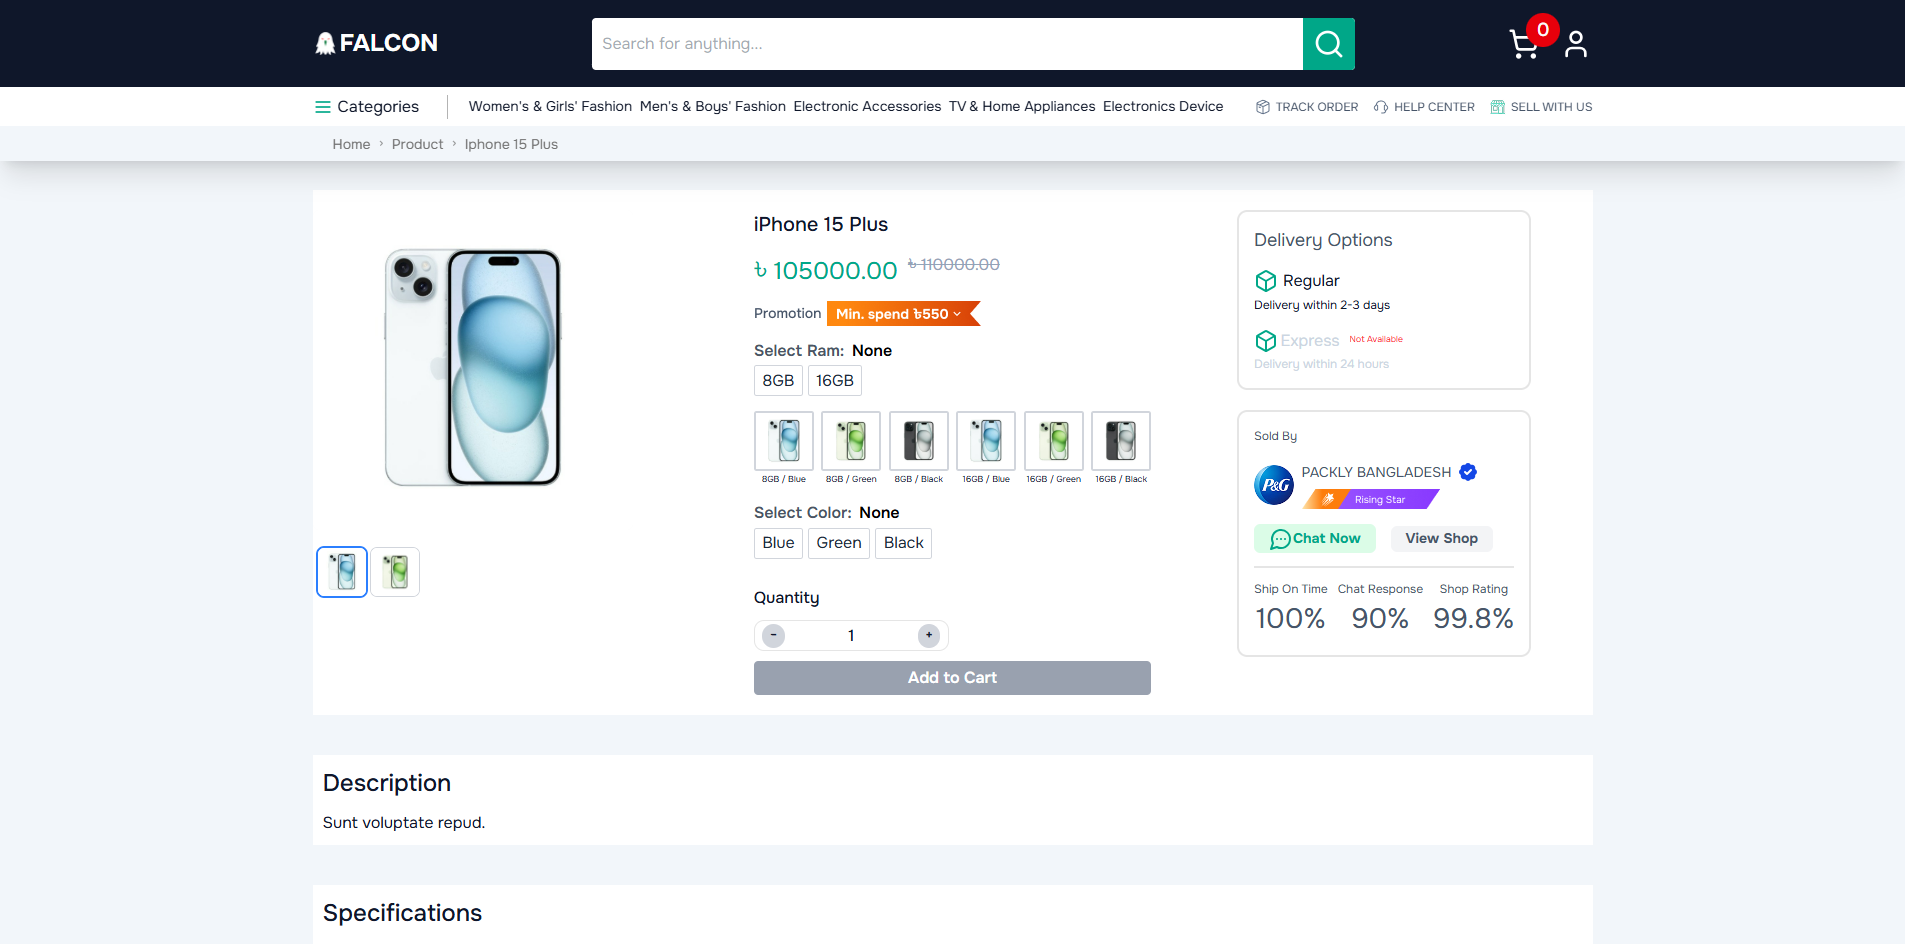 FALCON
Search for anything...
0
Categories
Women's & Girls' Fashion Men's & Boys' Fashion Electronic Accessories TV & Home Appliances Electronics Device
TRACK ORDER HELP CENTER SELL WITH US
Home › Product › Iphone 15 Plus
iPhone 15 Plus
৳ 105000.00 ৳ 110000.00
Promotion Min. spend ৳550
Select Ram: None
8GB 16GB
8GB / Blue 8GB / Green 8GB / Black 16GB / Blue 16GB / Green 16GB / Black
Select Color: None
Blue Green Black
Quantity
- 1 +
Add to Cart
Delivery Options
Regular
Delivery within 2-3 days
Express Not Available
Delivery within 24 hours
Sold By
P&G
PACKLY BANGLADESH
Rising Star
Chat Now View Shop
Ship On Time Chat Response Shop Rating
100% 90% 99.8%
Description
Sunt voluptate repud.
Specifications